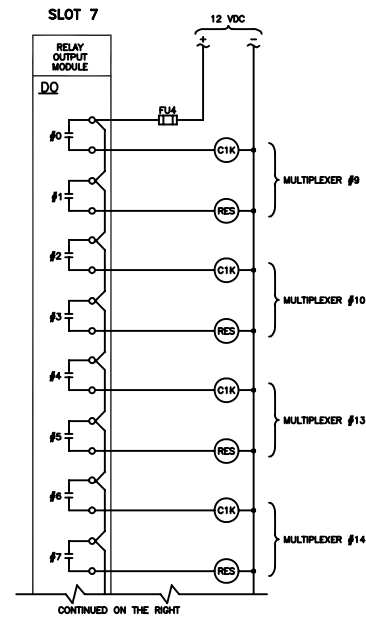 SLOT 7
12 VDC
+ −
RELAY
OUTPUT
MODULE
DO
FU4
#0
C1K
#1
RES
MULTIPLEXER #9
#2
C1K
#3
RES
MULTIPLEXER #10
#4
C1K
#5
RES
MULTIPLEXER #13
#6
C1K
#7
RES
MULTIPLEXER #14
CONTINUED ON THE RIGHT